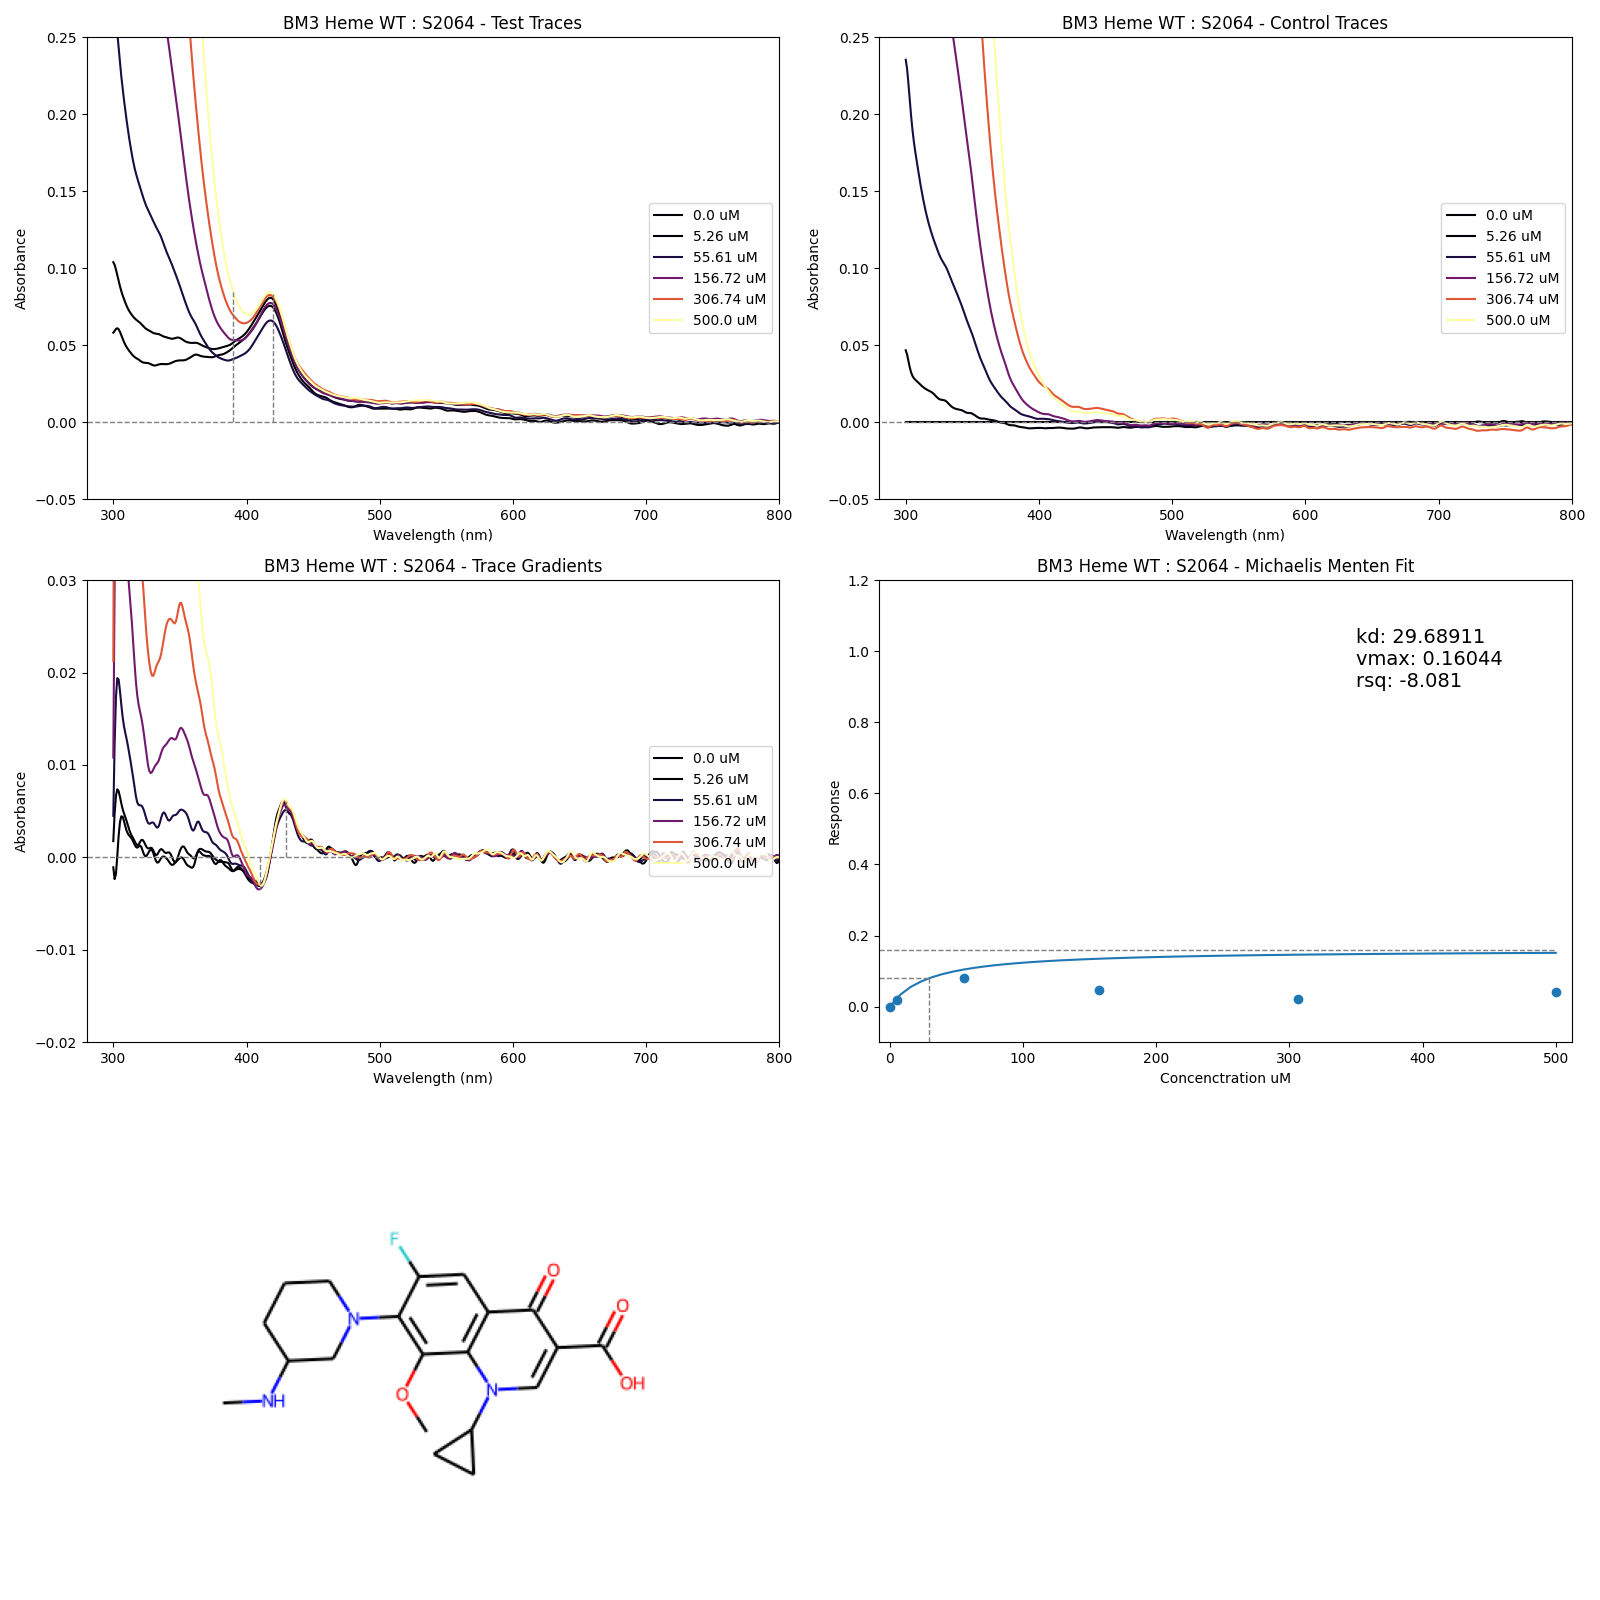 BM3 Heme WT : S2064 - Test Traces
0.25
0.20
0.15
0.10
0.05
0.00
−0.05
Absorbance
300 400 500 600 700 800
Wavelength (nm)
0.0 uM
5.26 uM
55.61 uM
156.72 uM
306.74 uM
500.0 uM
BM3 Heme WT : S2064 - Control Traces
0.25
0.20
0.15
0.10
0.05
0.00
−0.05
Absorbance
300 400 500 600 700 800
Wavelength (nm)
0.0 uM
5.26 uM
55.61 uM
156.72 uM
306.74 uM
500.0 uM
BM3 Heme WT : S2064 - Trace Gradients
0.03
0.02
0.01
0.00
−0.01
−0.02
Absorbance
300 400 500 600 700 800
Wavelength (nm)
0.0 uM
5.26 uM
55.61 uM
156.72 uM
306.74 uM
500.0 uM
BM3 Heme WT : S2064 - Michaelis Menten Fit
1.2
1.0
0.8
0.6
0.4
0.2
0.0
Response
0 100 200 300 400 500
Concenctration uM
kd: 29.68911
vmax: 0.16044
rsq: -8.081
F
O
O
N
OH
NH
O
N